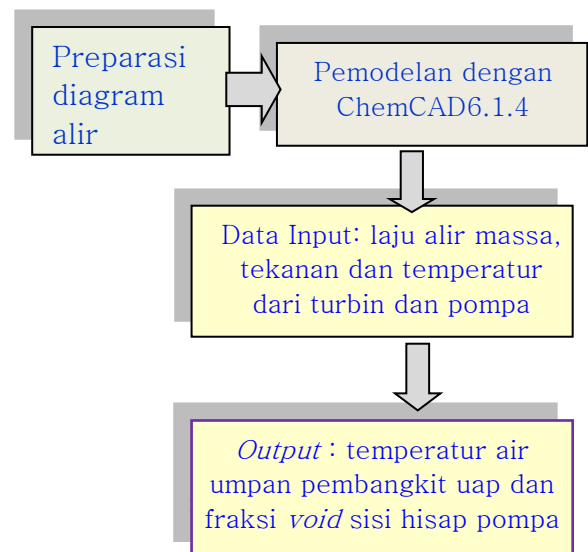 Preparasi
diagram
alir
Pemodelan dengan
ChemCAD6.1.4
Data Input: laju alir massa,
tekanan dan temperatur
dari turbin dan pompa
Output : temperatur air
umpan pembangkit uap dan
fraksi void sisi hisap pompa